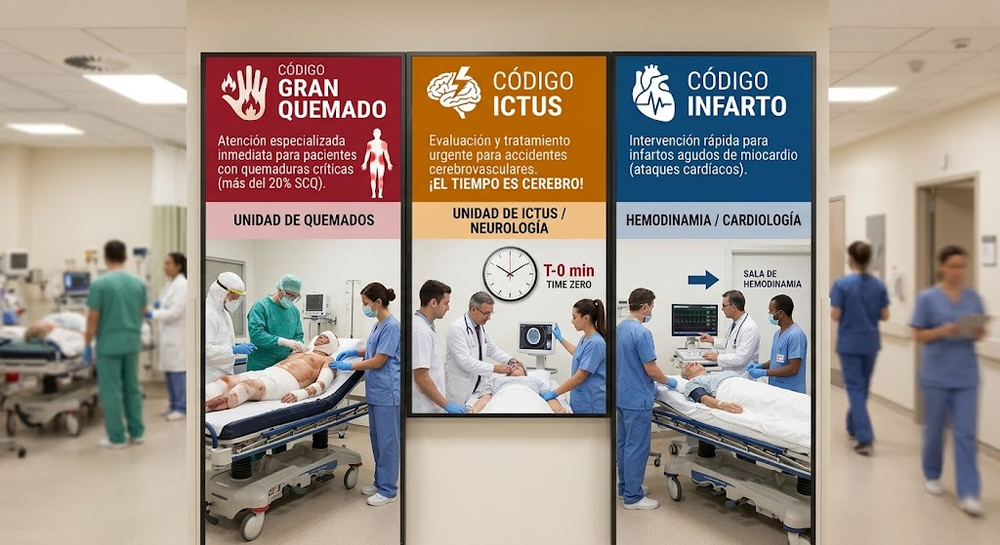 CÓDIGO
GRAN
QUEMADO
Atención especializada
inmediata para pacientes
con quemaduras críticas
(más del 20% SCQ).
UNIDAD DE QUEMADOS
CÓDIGO
ICTUS
Evaluación y tratamiento
urgente para accidentes
cerebrovasculares.
¡EL TIEMPO ES CEREBRO!
UNIDAD DE ICTUS /
NEUROLOGÍA
T-0 min
TIME ZERO
CÓDIGO
INFARTO
Intervención rápida para
infartos agudos de miocardio
(ataques cardíacos).
HEMODINAMIA / CARDIOLOGÍA
SALA DE
HEMODINAMIA